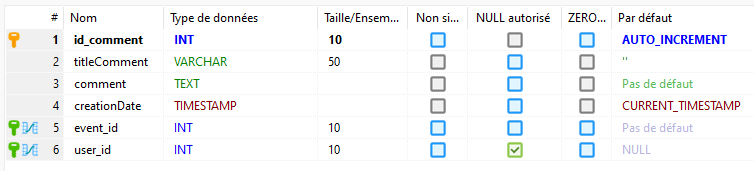 # Nom Type de données Taille/Ensem... Non si... NULL autorisé ZERO... Par défaut
1 id_comment INT 10 AUTO_INCREMENT
2 titleComment VARCHAR 50 ''
3 comment TEXT Pas de défaut
4 creationDate TIMESTAMP CURRENT_TIMESTAMP
5 event_id INT 10 Pas de défaut
6 user_id INT 10 NULL